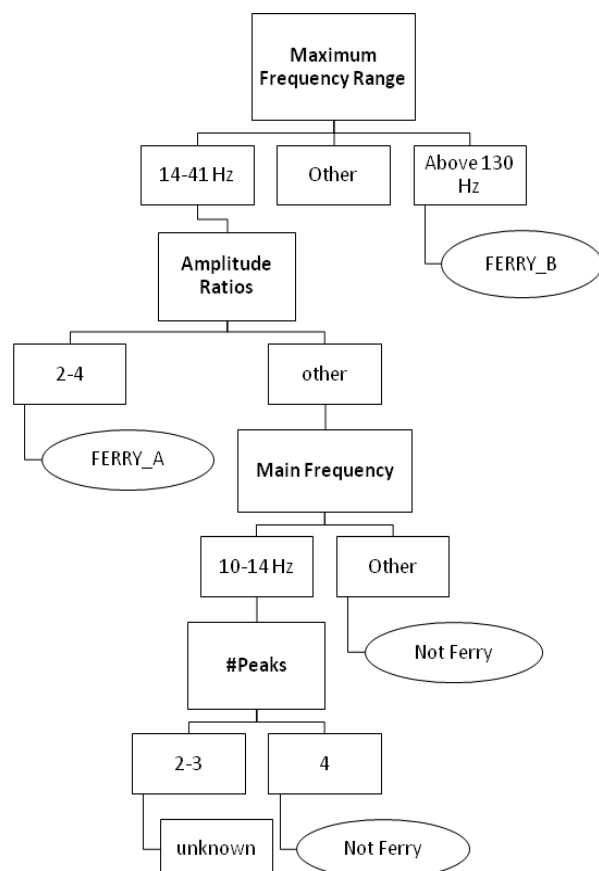 Maximum
Frequency Range
14-41 Hz
Other
Above 130
Hz
Amplitude
Ratios
FERRY_B
2-4
other
FERRY_A
Main Frequency
10-14 Hz
Other
#Peaks
Not Ferry
2-3
4
unknown
Not Ferry